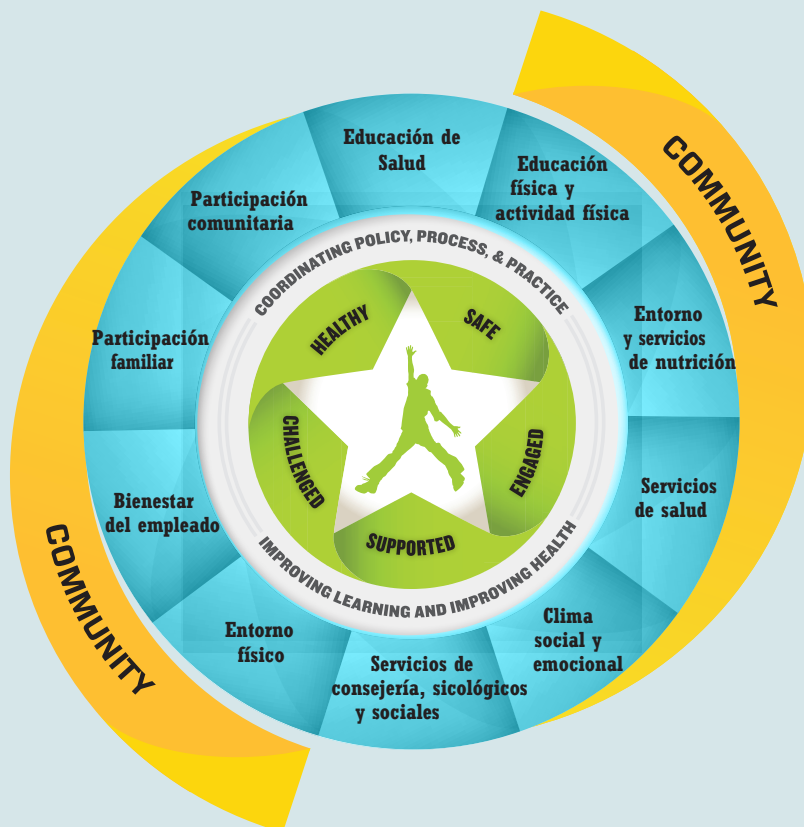 COMMUNITY
Educación de
Salud
Educación
física y
actividad física
Entorno
y servicios
de nutrición
Servicios
de salud
Clima
social y
emocional
Servicios de
consejería, sicológicos
y sociales
Entorno
físico
Bienestar
del empleado
Participación
familiar
Participación
comunitaria
COORDINATING POLICY, PROCESS, & PRACTICE
IMPROVING LEARNING AND IMPROVING HEALTH
HEALTHY
SAFE
ENGAGED
SUPPORTED
CHALLENGED
COMMUNITY